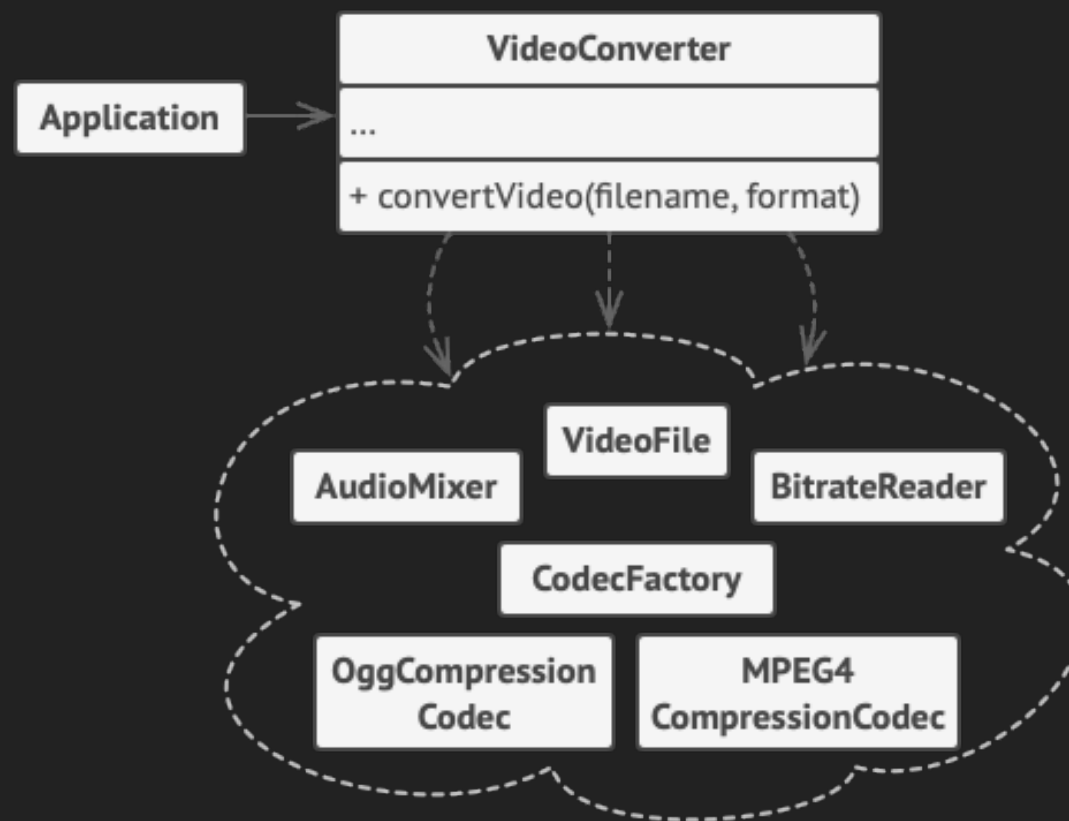 VideoConverter
Application
...
+ convertVideo(filename, format)
VideoFile
AudioMixer
BitrateReader
CodecFactory
OggCompression
Codec
MPEG4
CompressionCodec